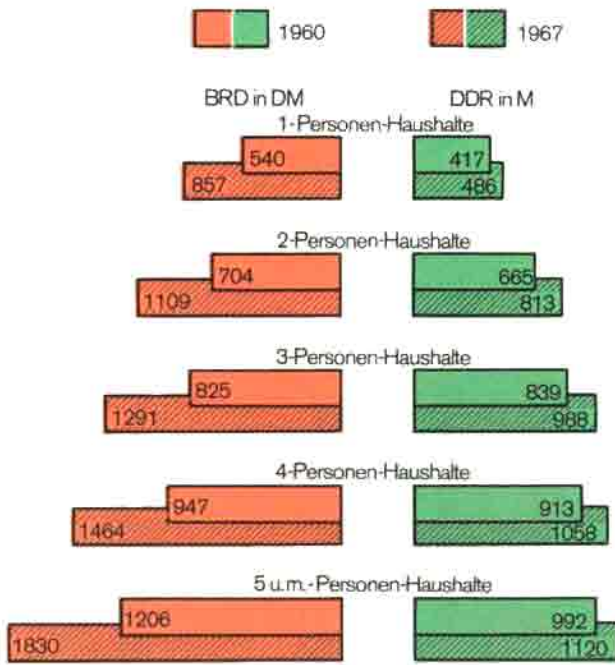 1960 1967
BRD in DM DDR in M
1-Personen-Haushalte
540 417
857 486
2-Personen-Haushalte
704 665
1109 813
3-Personen-Haushalte
825 839
1291 988
4-Personen-Haushalte
947 913
1464 1058
5 u.m.-Personen-Haushalte
1206 992
1830 1120